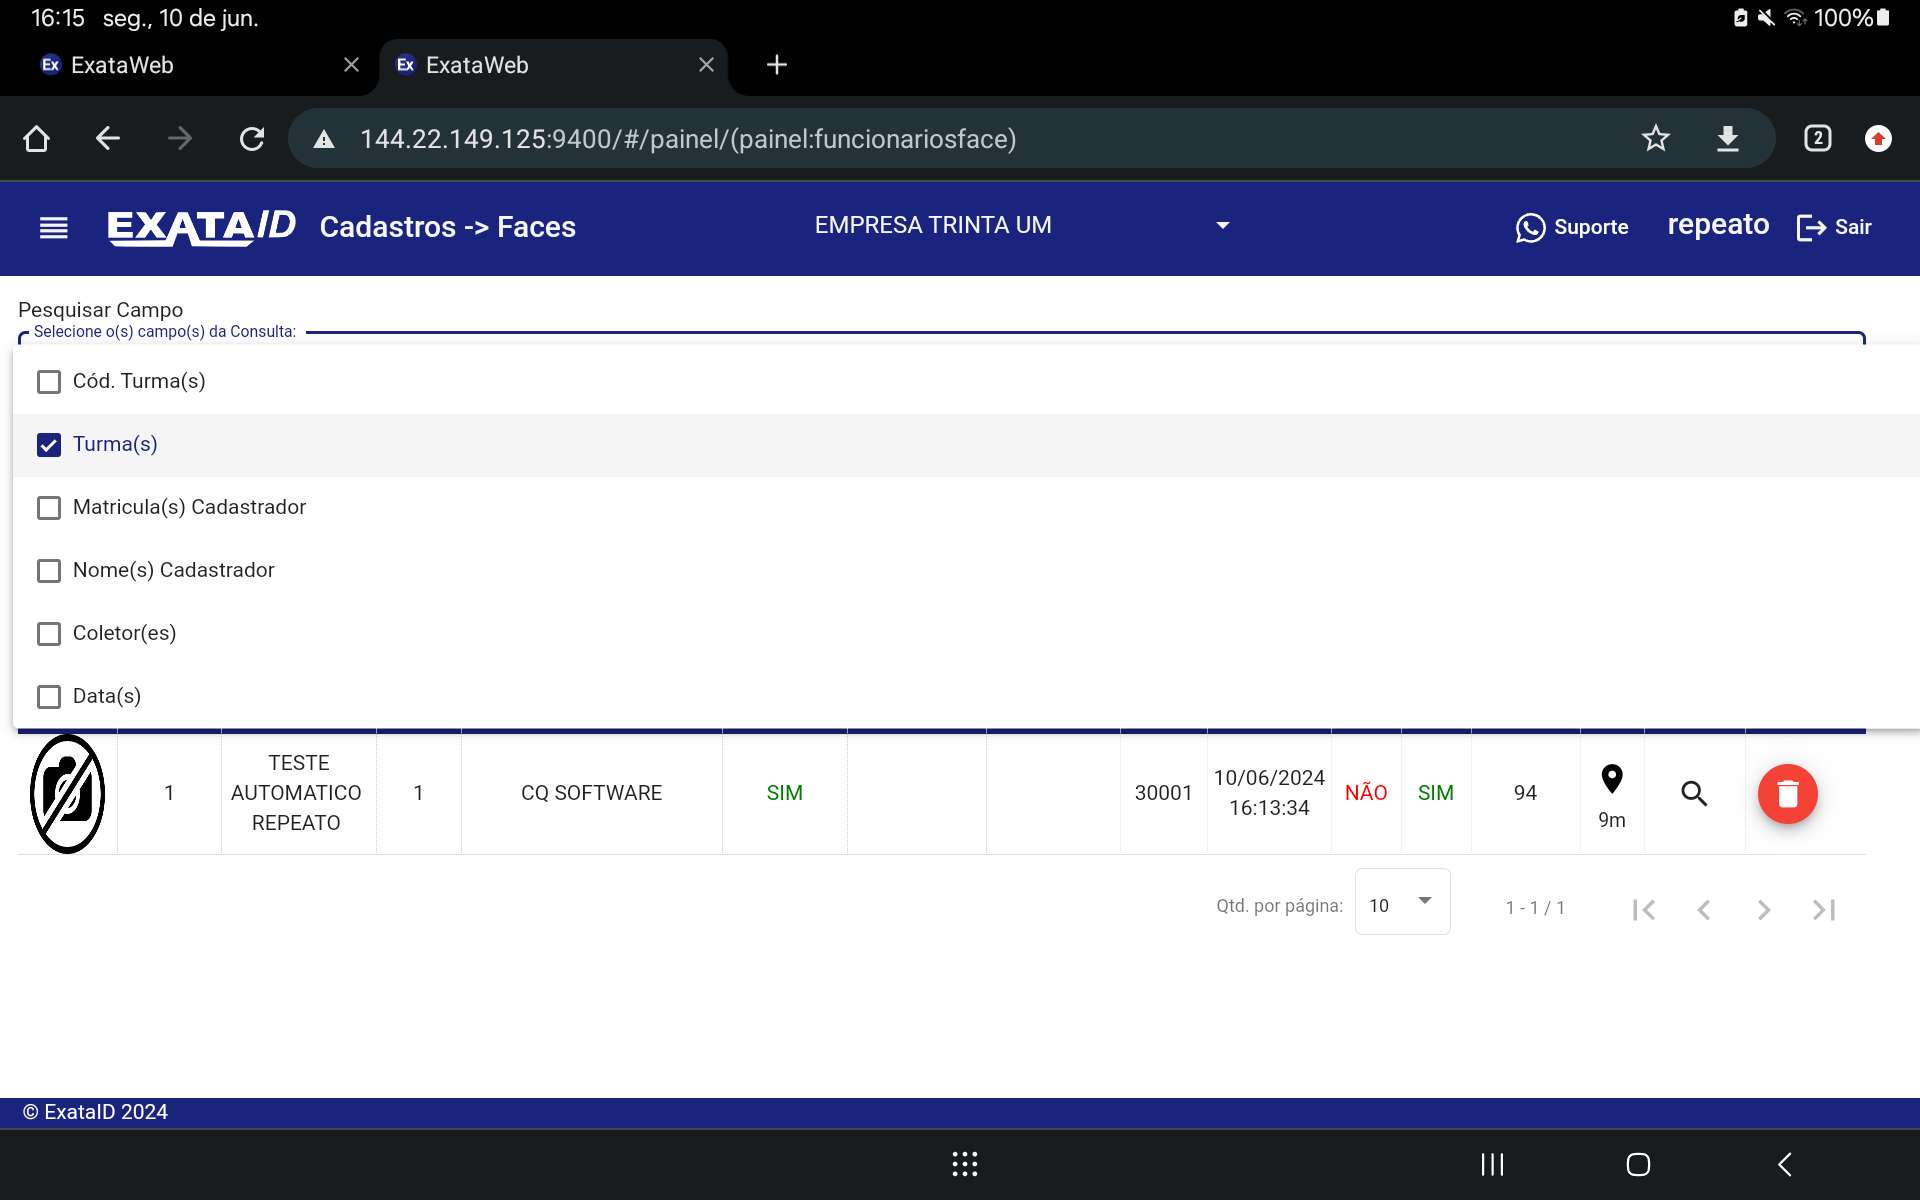 16:15 seg., 10 de jun.
100%
Ex ExataWeb
Ex ExataWeb
144.22.149.125:9400/#/painel/(painel:funcionariosface)
2
EXATAID Cadastros -> Faces
EMPRESA TRINTA UM
Suporte
repeato
Sair
Pesquisar Campo
Selecione o(s) campo(s) da Consulta:
Cód. Turma(s)
Turma(s)
Matricula(s) Cadastrador
Nome(s) Cadastrador
Coletor(es)
Data(s)
1
TESTE
AUTOMATICO
REPEATO
1
CQ SOFTWARE
SIM
30001
10/06/2024
16:13:34
NÃO
SIM
94
9m
Qtd. por página:
10
1 - 1 / 1
© ExataID 2024